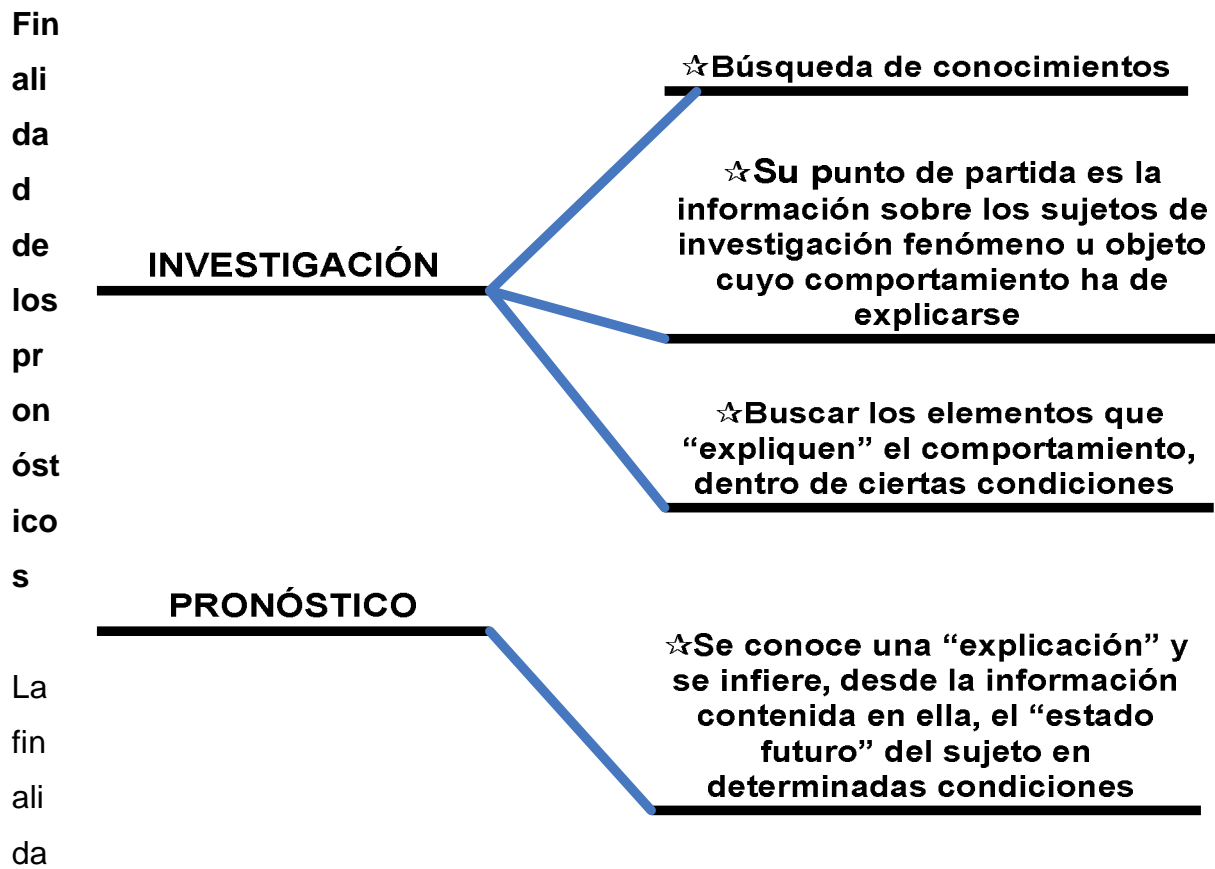 Fin
ali
da
d
de
los
pr
on
óst
ico
s
La
fin
ali
da
INVESTIGACIÓN
☆Búsqueda de conocimientos
☆Su punto de partida es la
información sobre los sujetos de
investigación fenómeno u objeto
cuyo comportamiento ha de
explicarse
☆Buscar los elementos que
“expliquen” el comportamiento,
dentro de ciertas condiciones
PRONÓSTICO
☆Se conoce una “explicación” y
se infiere, desde la información
contenida en ella, el “estado
futuro” del sujeto en
determinadas condiciones